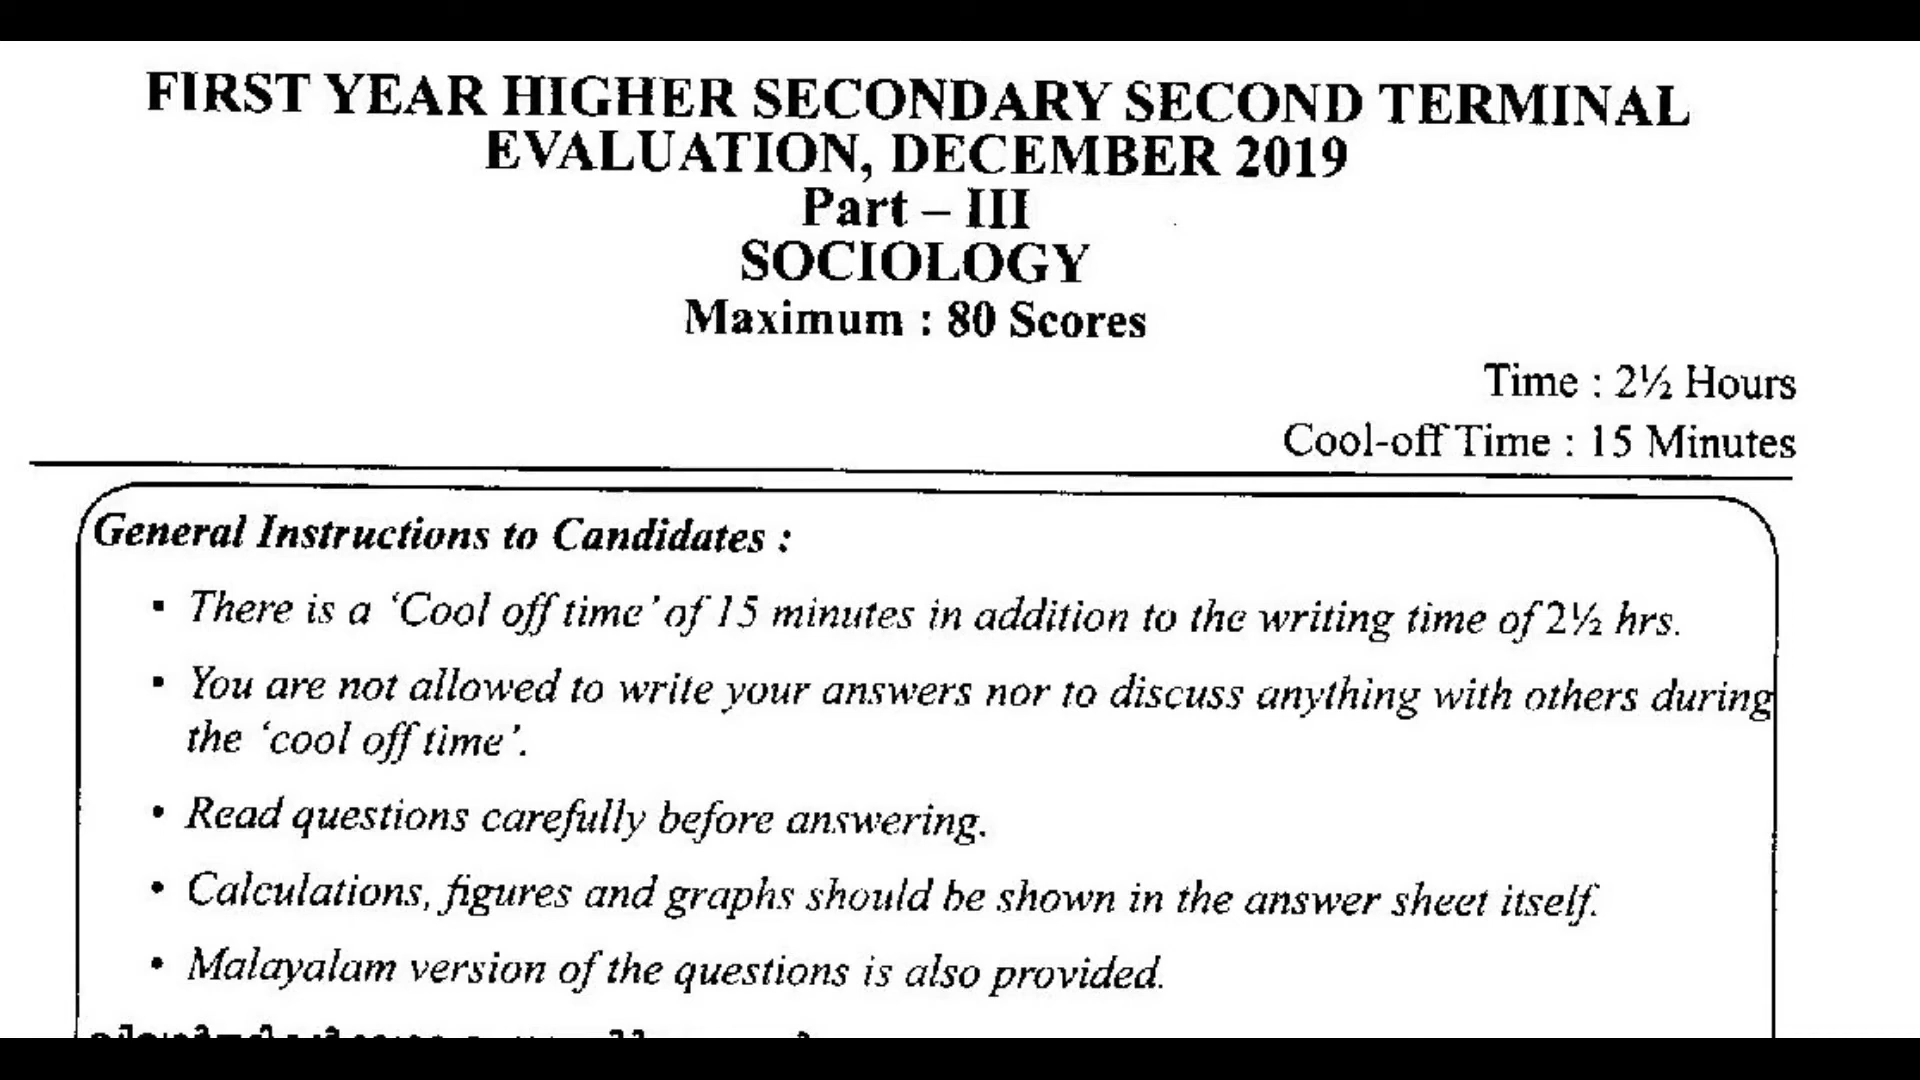 FIRST YEAR HIGHER SECONDARY SECOND TERMINAL
EVALUATION, DECEMBER 2019
Part – III
SOCIOLOGY
Maximum : 80 Scores
Time : 2½ Hours
Cool-off Time : 15 Minutes
General Instructions to Candidates :
▪ There is a ‘Cool off time’ of 15 minutes in addition to the writing time of 2½ hrs.
• You are not allowed to write your answers nor to discuss anything with others during
the ‘cool off time’.
• Read questions carefully before answering.
• Calculations, figures and graphs should be shown in the answer sheet itself.
• Malayalam version of the questions is also provided.